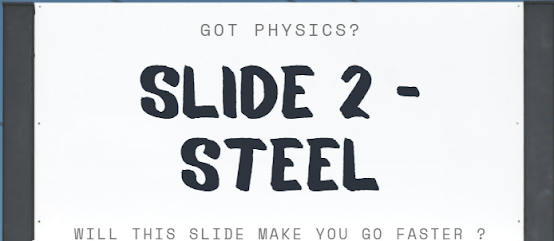 GOT PHYSICS?
SLIDE 2 -
STEEL
WILL THIS SLIDE MAKE YOU GO FASTER ?